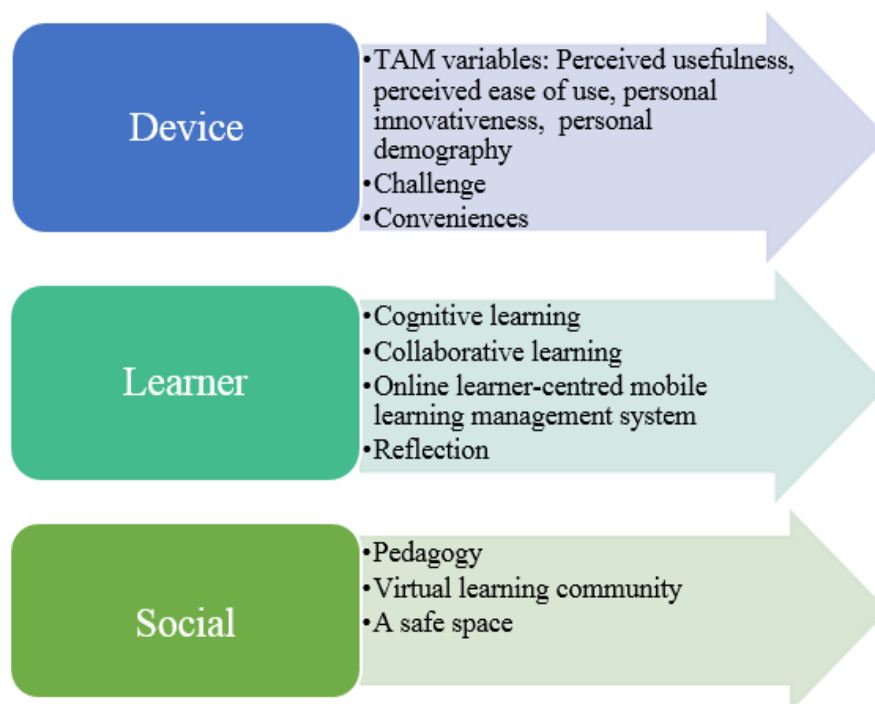 Device
•TAM variables: Perceived usefulness,
perceived ease of use, personal
innovativeness, personal
demography
•Challenge
•Conveniences
Learner
•Cognitive learning
•Collaborative learning
•Online learner-centred mobile
learning management system
•Reflection
Social
•Pedagogy
•Virtual learning community
•A safe space